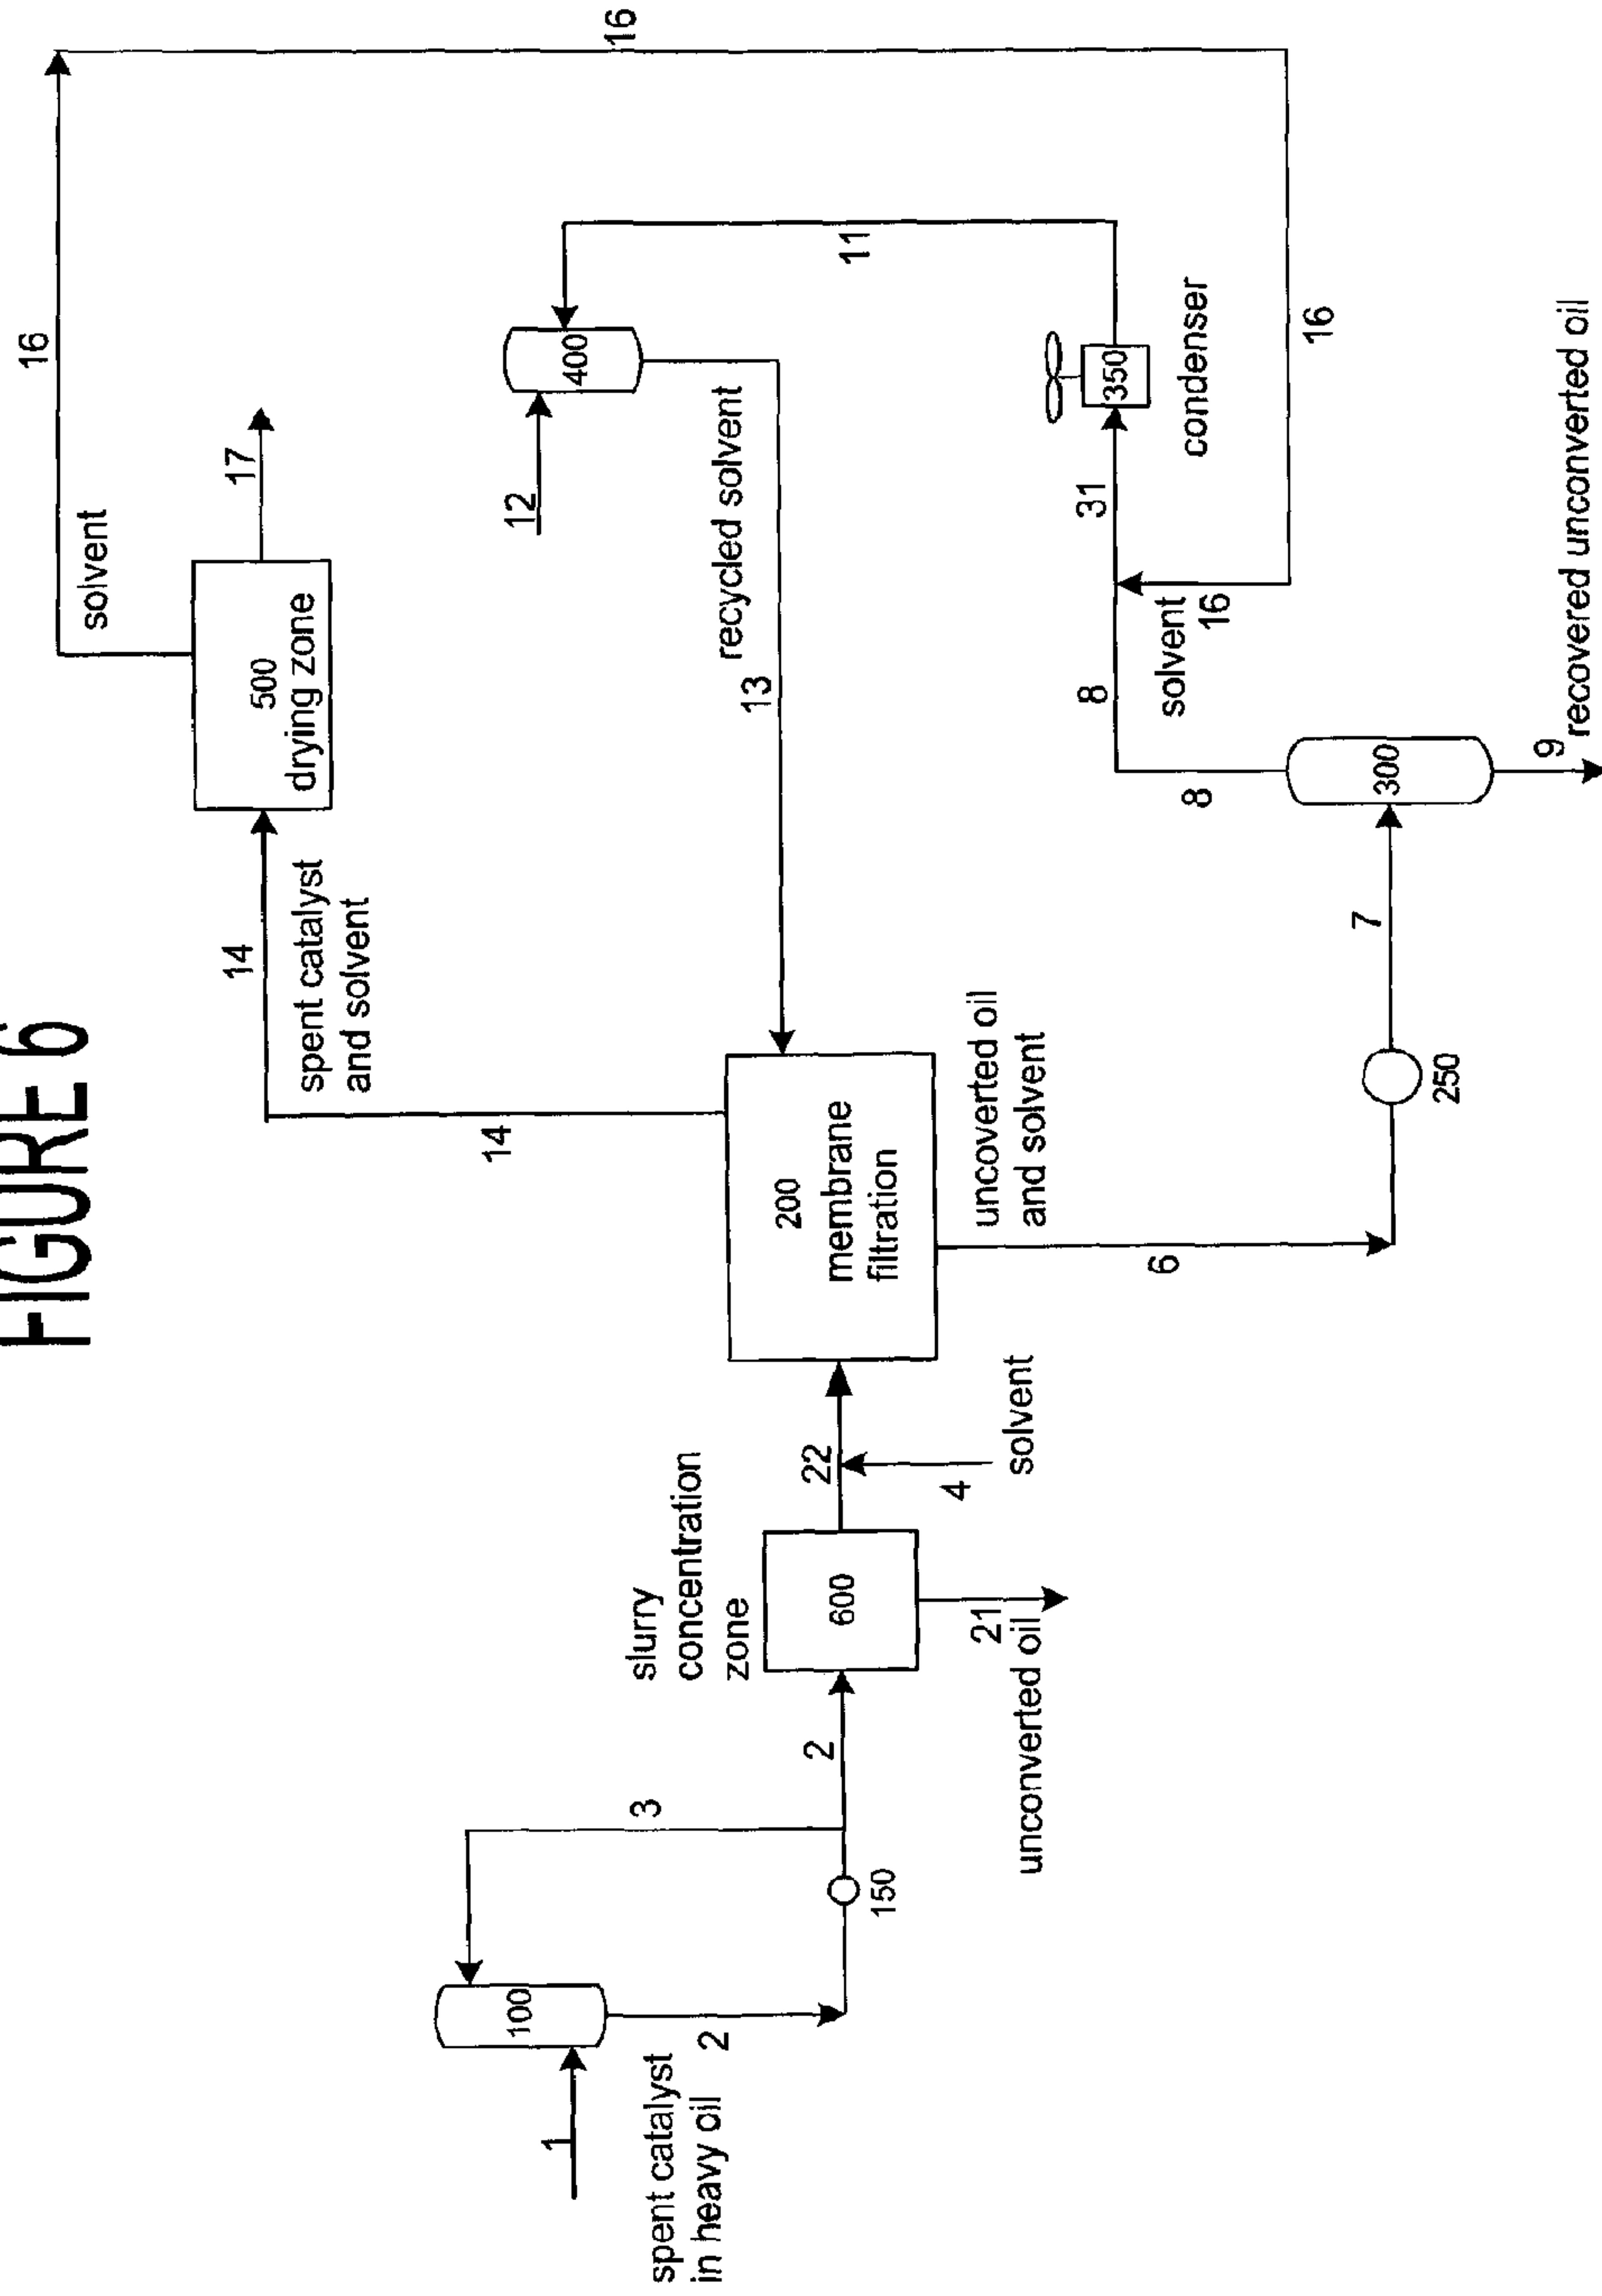 FIGURE 6
16
16
solvent
17
500
drying zone
14
spent catalyst
and solvent
14
12
400
11
recycled solvent
13
200
membrane
filtration
uncoverted oil
and solvent
6
250
7
300
8
8
solvent
16
31
350
condenser
16
9
recovered unconverted oil
slurry
concentration
zone
600
22
4
solvent
21
unconverted oil
2
3
150
100
1
2
spent catalyst
in heavy oil